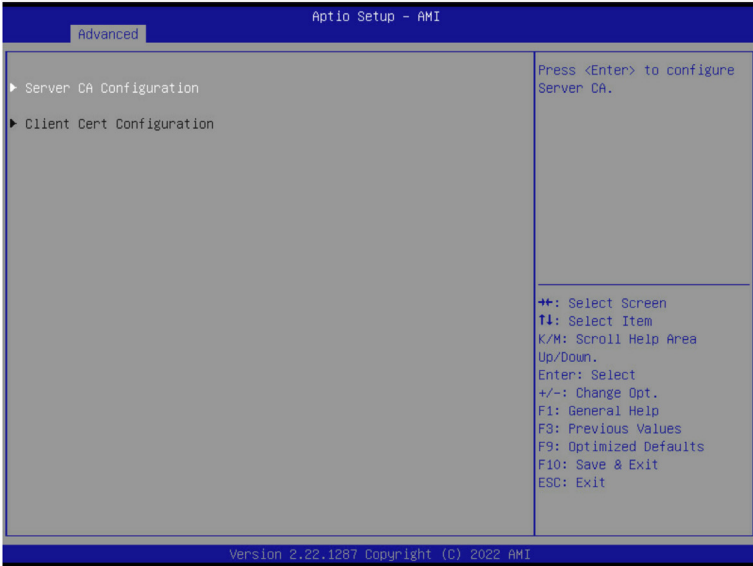 Aptio Setup – AMI
Advanced
▶ Server CA Configuration
▶ Client Cert Configuration
Press <Enter> to configure
Server CA.
→←: Select Screen
↑↓: Select Item
K/M: Scroll Help Area
Up/Down.
Enter: Select
+/-: Change Opt.
F1: General Help
F3: Previous Values
F9: Optimized Defaults
F10: Save & Exit
ESC: Exit
Version 2.22.1287 Copyright (C) 2022 AMI